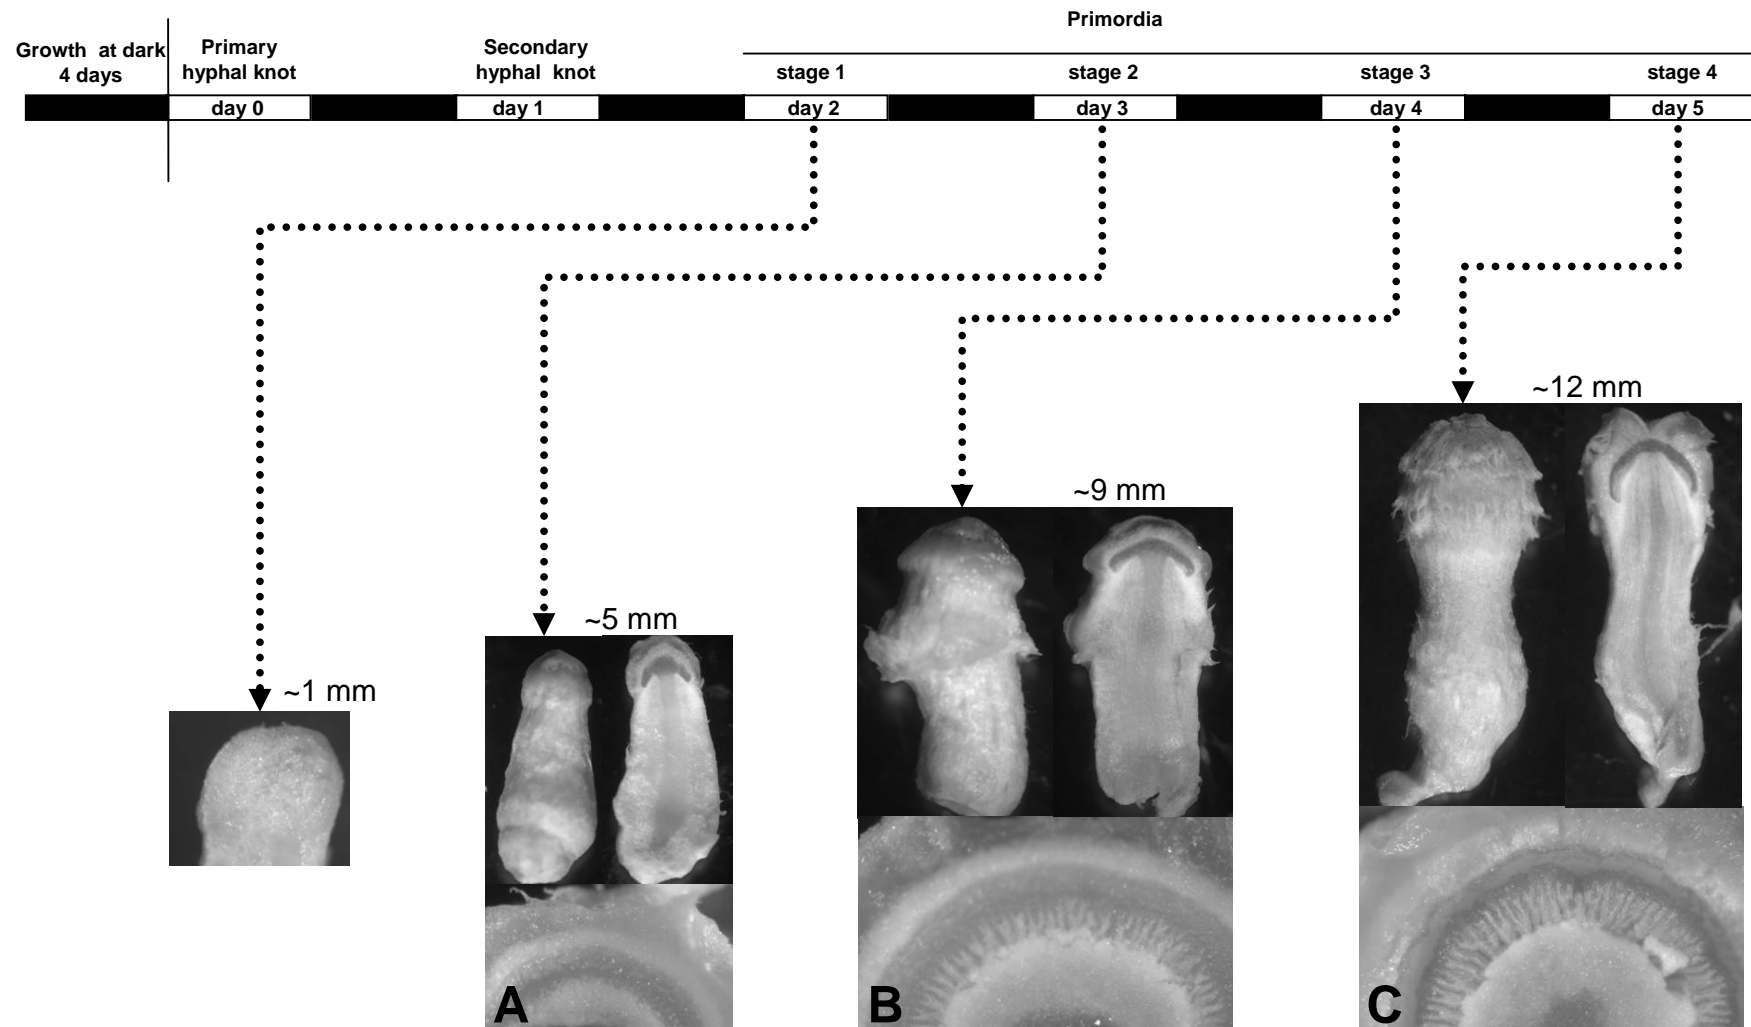 Primordia
Growth at dark
4 days
Primary
hyphal knot
Secondary
hyphal knot
stage 1
stage 2
stage 3
stage 4
day 0
day 1
day 2
day 3
day 4
day 5
~12 mm
~9 mm
~5 mm
~1 mm
A
B
C